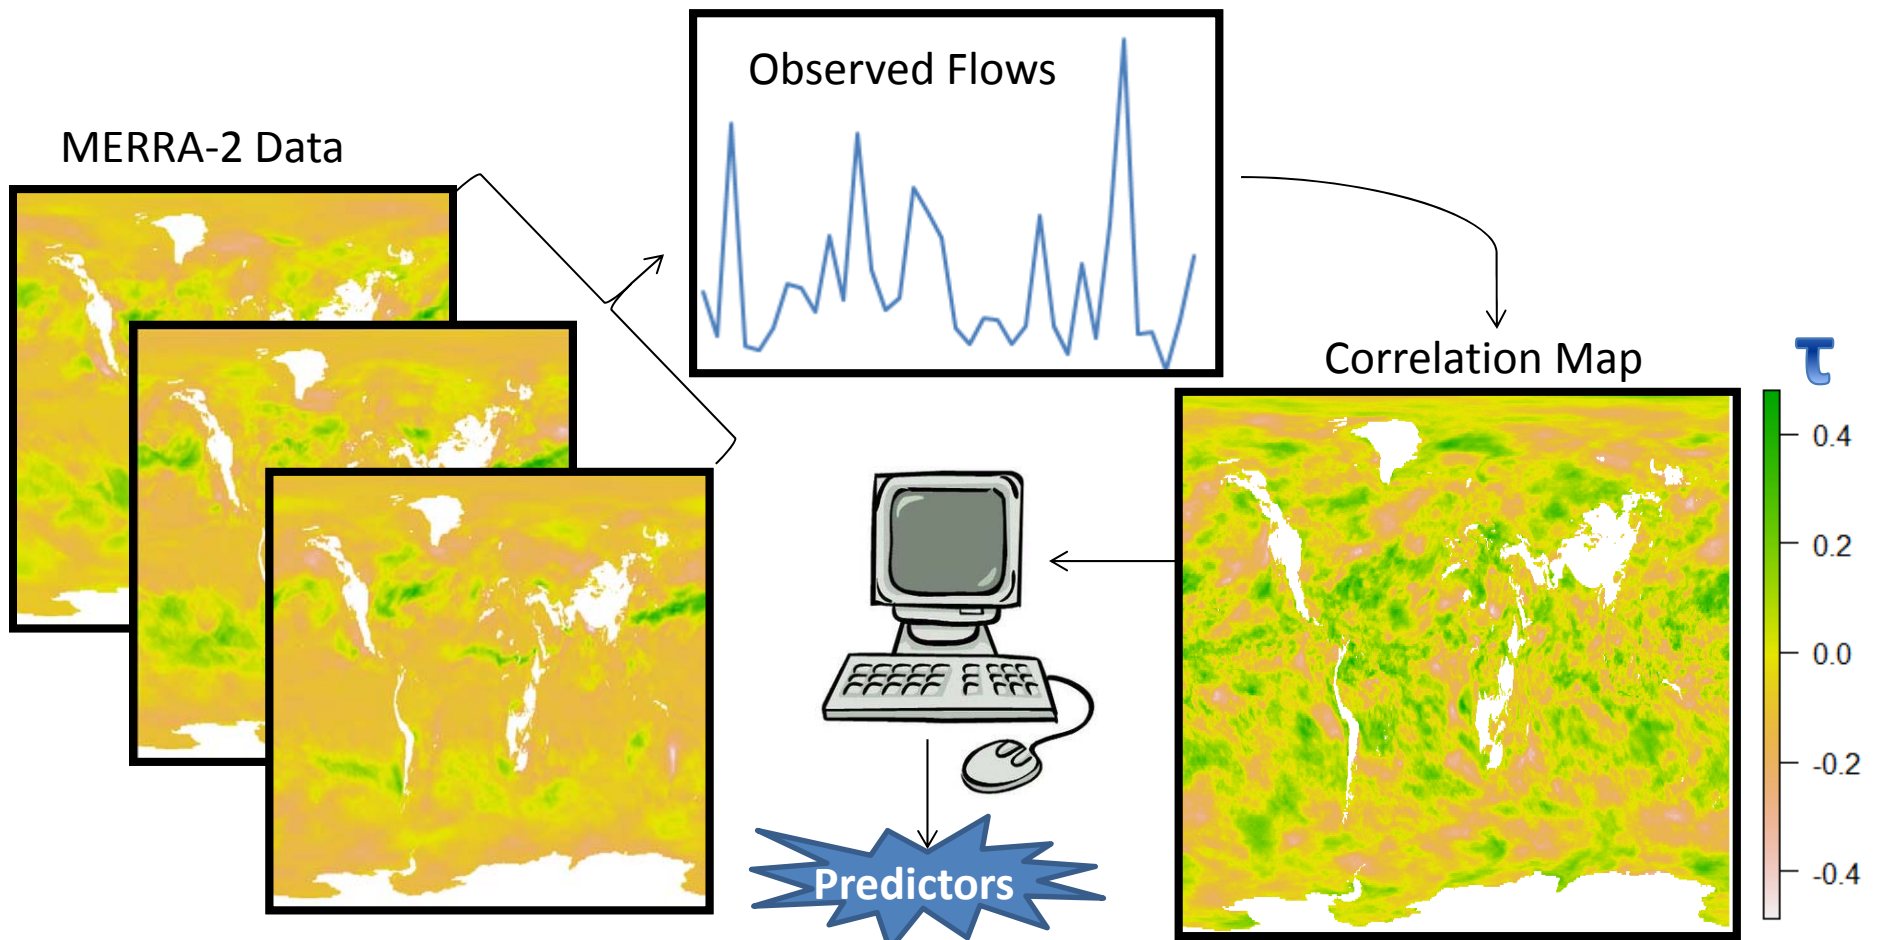 Observed Flows
MERRA-2 Data
Correlation Map
τ
0.4
0.2
0.0
-0.2
-0.4
Predictors